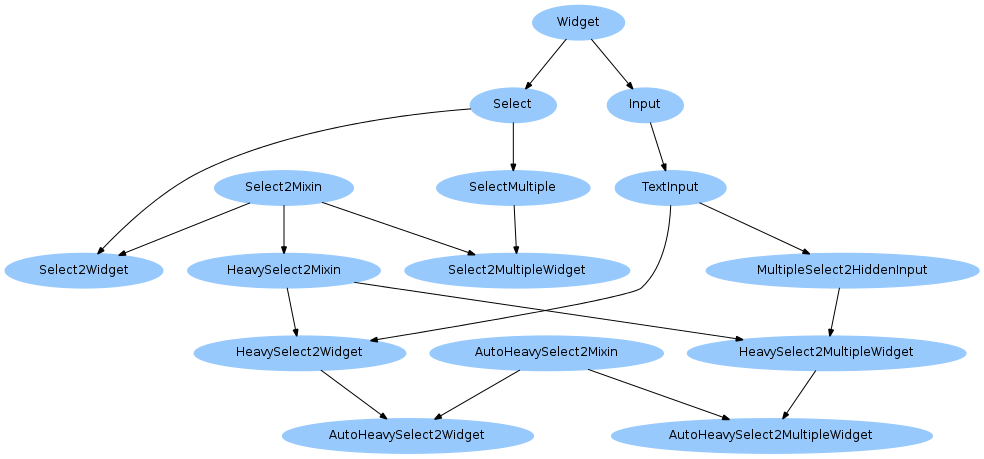 Widget
Select
Input
Select2Mixin
SelectMultiple
TextInput
Select2Widget
HeavySelect2Mixin
Select2MultipleWidget
MultipleSelect2HiddenInput
HeavySelect2Widget
AutoHeavySelect2Mixin
HeavySelect2MultipleWidget
AutoHeavySelect2Widget
AutoHeavySelect2MultipleWidget